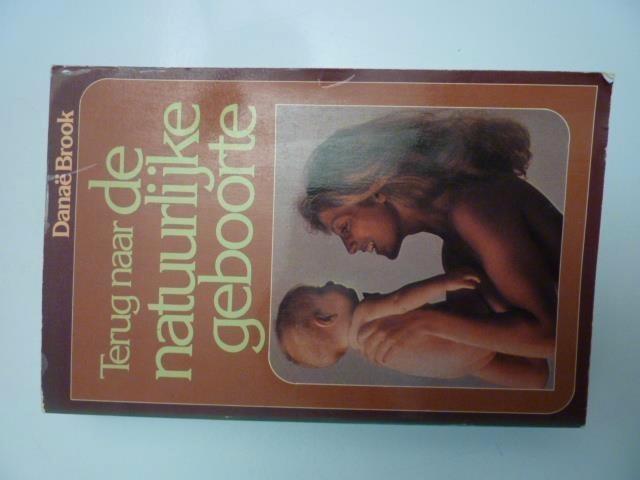 Danaë Brook
Terug naar de
natuurlijke
geboorte